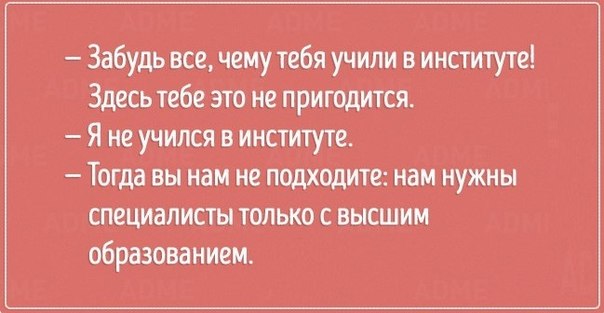 – Забудь все, чему тебя учили в институте!
Здесь тебе это не пригодится.
– Я не учился в институте.
– Тогда вы нам не подходите: нам нужны
специалисты только с высшим
образованием.